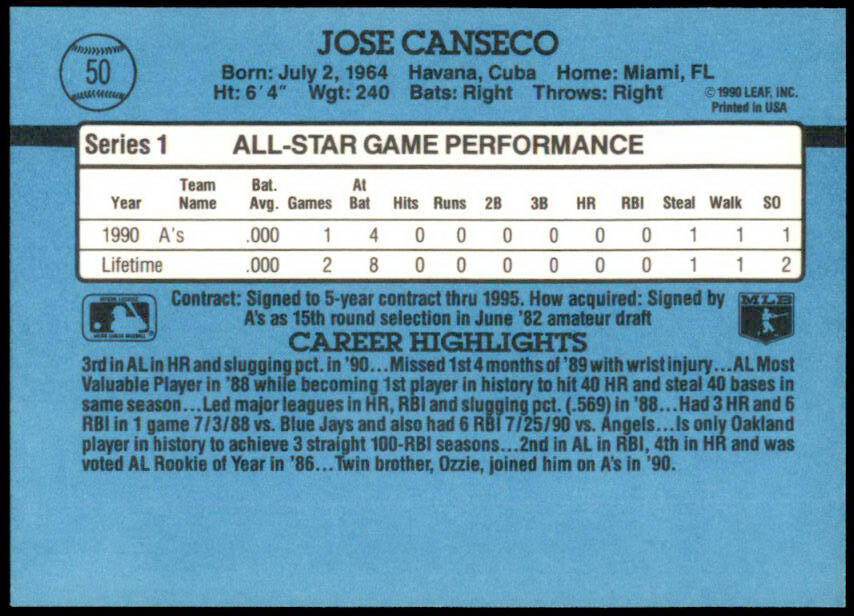 50
JOSE CANSECO
Born: July 2, 1964 Havana, Cuba Home: Miami, FL
Ht: 6'4" Wgt: 240 Bats: Right Throws: Right
©1990 LEAF, INC.
Printed in USA
Series 1 ALL-STAR GAME PERFORMANCE
Year Team Name Bat. Avg. Games At Bat Hits Runs 2B 3B HR RBI Steal Walk SO
1990 A's .000 1 4 0 0 0 0 0 0 1 1 1
Lifetime .000 2 8 0 0 0 0 0 0 1 1 2
Contract: Signed to 5-year contract thru 1995. How acquired: Signed by
A's as 15th round selection in June '82 amateur draft
MLB
CAREER HIGHLIGHTS
3rd in AL in HR and slugging pct. in '90...Missed 1st 4 months of '89 with wrist injury...AL Most
Valuable Player in '88 while becoming 1st player in history to hit 40 HR and steal 40 bases in
same season...Led major leagues in HR, RBI and slugging pct. (.569) in '88...Had 3 HR and 6
RBI in 1 game 7/3/88 vs. Blue Jays and also had 6 RBI 7/25/90 vs. Angels...Is only Oakland
player in history to achieve 3 straight 100-RBI seasons...2nd in AL in RBI, 4th in HR and was
voted AL Rookie of Year in '86...Twin brother, Ozzie, joined him on A's in '90.